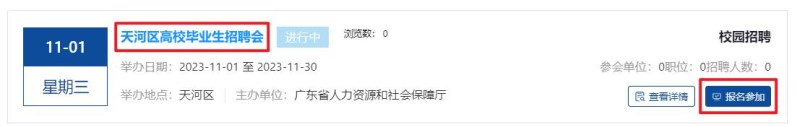 11-01
星期三
天河区高校毕业生招聘会 进行中 浏览数：0
校园招聘
举办日期：2023-11-01 至 2023-11-30
参会单位：0职位：0招聘人数：0
举办地点：天河区 主办单位：广东省人力资源和社会保障厅
查看详情 报名参加